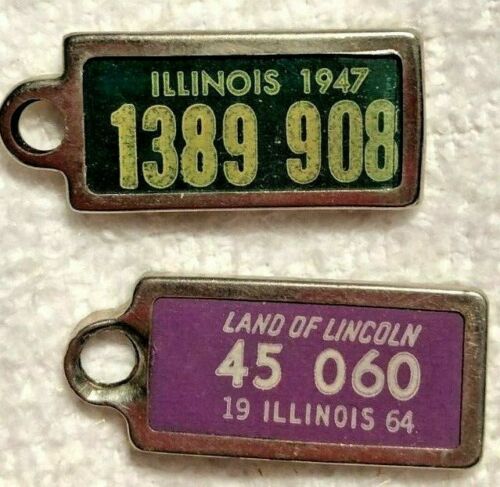 ILLINOIS 1947
1389 908
LAND OF LINCOLN
45 060
19 ILLINOIS 64